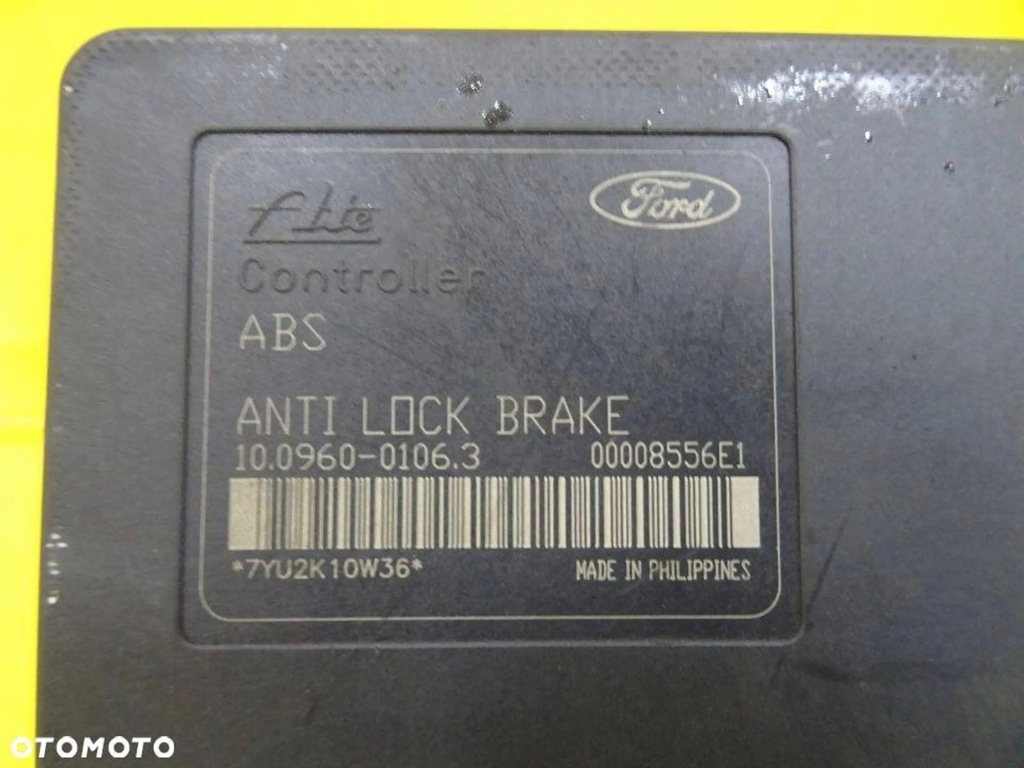 Ate
Ford
Controller
ABS
ANTI LOCK BRAKE
10.0960-0106.3 00008556E1
*7YU2K10W36*
MADE IN PHILIPPINES
OTOMOTO